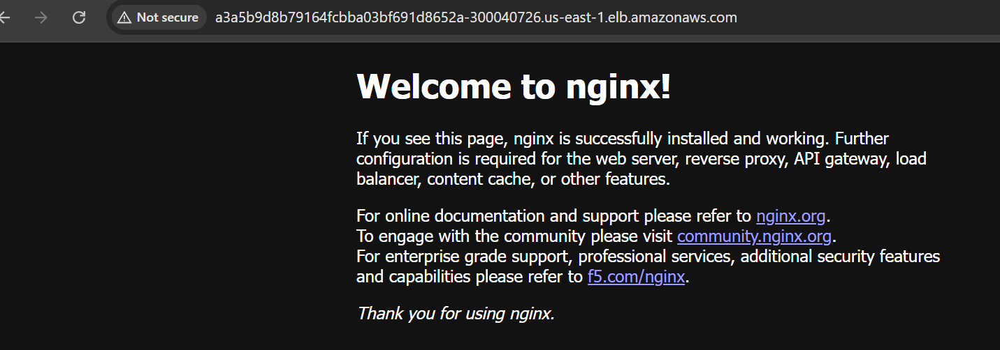 Not secure a3a5b9d8b79164fcbba03bf691d8652a-300040726.us-east-1.elb.amazonaws.com
Welcome to nginx!
If you see this page, nginx is successfully installed and working. Further
configuration is required for the web server, reverse proxy, API gateway, load
balancer, content cache, or other features.
For online documentation and support please refer to nginx.org.
To engage with the community please visit community.nginx.org.
For enterprise grade support, professional services, additional security features
and capabilities please refer to f5.com/nginx.
Thank you for using nginx.